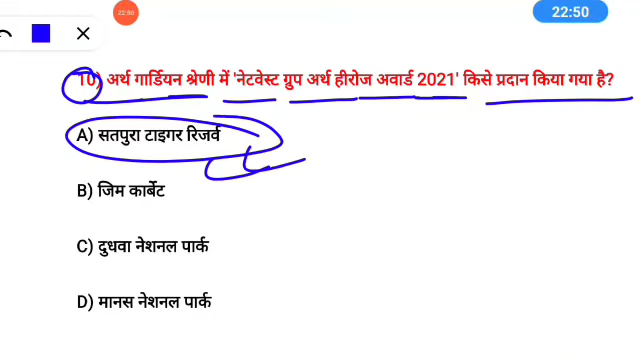 22:50
22:50
10) अर्थ गार्डियन श्रेणी में 'नेटवेस्ट ग्रुप अर्थ हीरोज अवार्ड 2021' किसे प्रदान किया गया है?
A) सतपुरा टाइगर रिजर्व
B) जिम कार्बेट
C) दुधवा नेशनल पार्क
D) मानस नेशनल पार्क